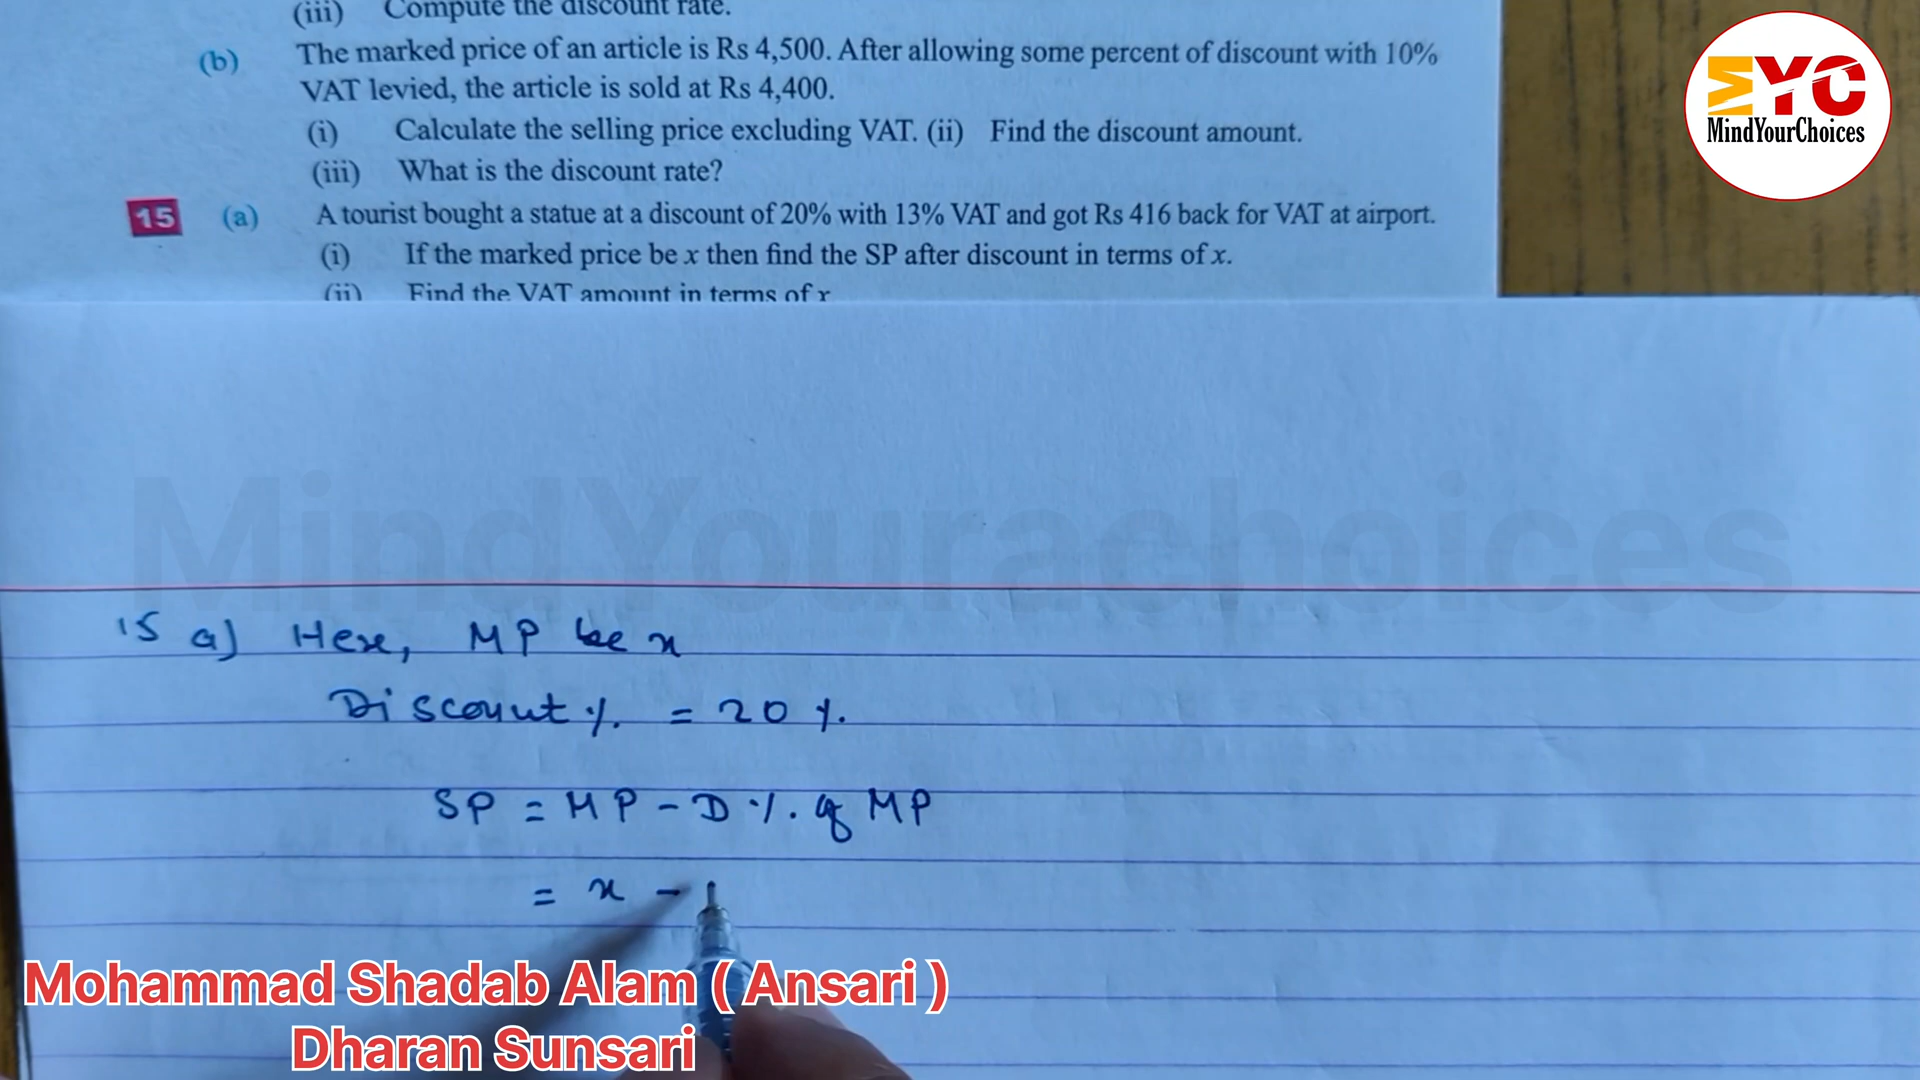 (iii) Compute the discount rate.
(b) The marked price of an article is Rs 4,500. After allowing some percent of discount with 10%
VAT levied, the article is sold at Rs 4,400.
(i) Calculate the selling price excluding VAT. (ii) Find the discount amount.
(iii) What is the discount rate?
15 (a) A tourist bought a statue at a discount of 20% with 13% VAT and got Rs 416 back for VAT at airport.
(i) If the marked price be x then find the SP after discount in terms of x.
(ii) Find the VAT amount in terms of x
MYC
MindYourChoices
MindYourachoices
15 a) Here, MP be x
Discount % = 20 %.
SP = MP - D %. of MP
= x -
Mohammad Shadab Alam ( Ansari )
Dharan Sunsari